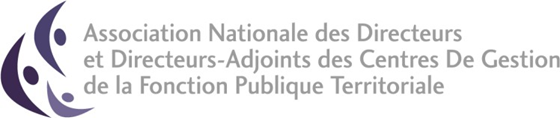 Association Nationale des Directeurs
et Directeurs-Adjoints des Centres De Gestion
de la Fonction Publique Territoriale